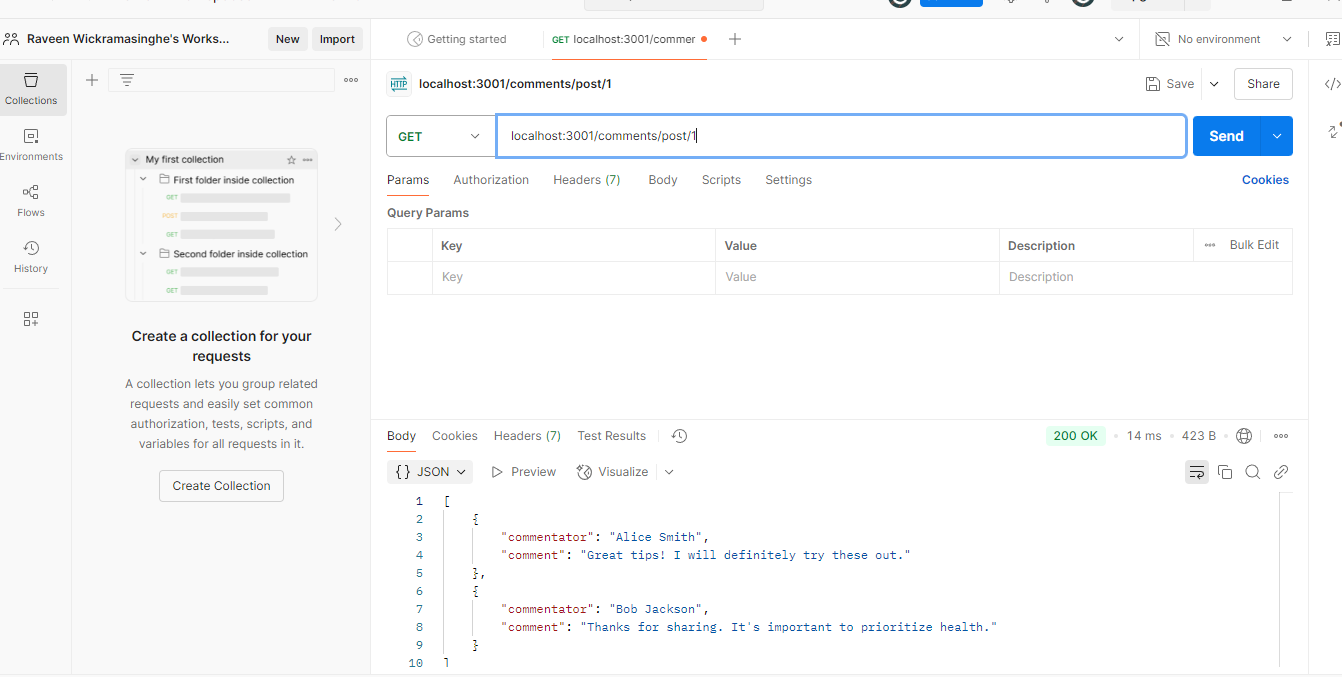 Raveen Wickramasinghe's Works...
New
Import
Getting started
GET localhost:3001/commer
No environment
Collections
Environments
Flows
History
My first collection
First folder inside collection
GET
POST
GET
Second folder inside collection
GET
GET
Create a collection for your
requests
A collection lets you group related
requests and easily set common
authorization, tests, scripts, and
variables for all requests in it.
Create Collection
HTTP
localhost:3001/comments/post/1
Save
Share
GET
localhost:3001/comments/post/1
Send
Params
Authorization
Headers (7)
Body
Scripts
Settings
Cookies
Query Params
Key
Value
Description
Bulk Edit
Key
Value
Description
Body
Cookies
Headers (7)
Test Results
200 OK
14 ms
423 B
{} JSON
Preview
Visualize
1 [
2 {
3 "commentator": "Alice Smith",
4 "comment": "Great tips! I will definitely try these out."
5 },
6 {
7 "commentator": "Bob Jackson",
8 "comment": "Thanks for sharing. It's important to prioritize health."
9 }
10 ]